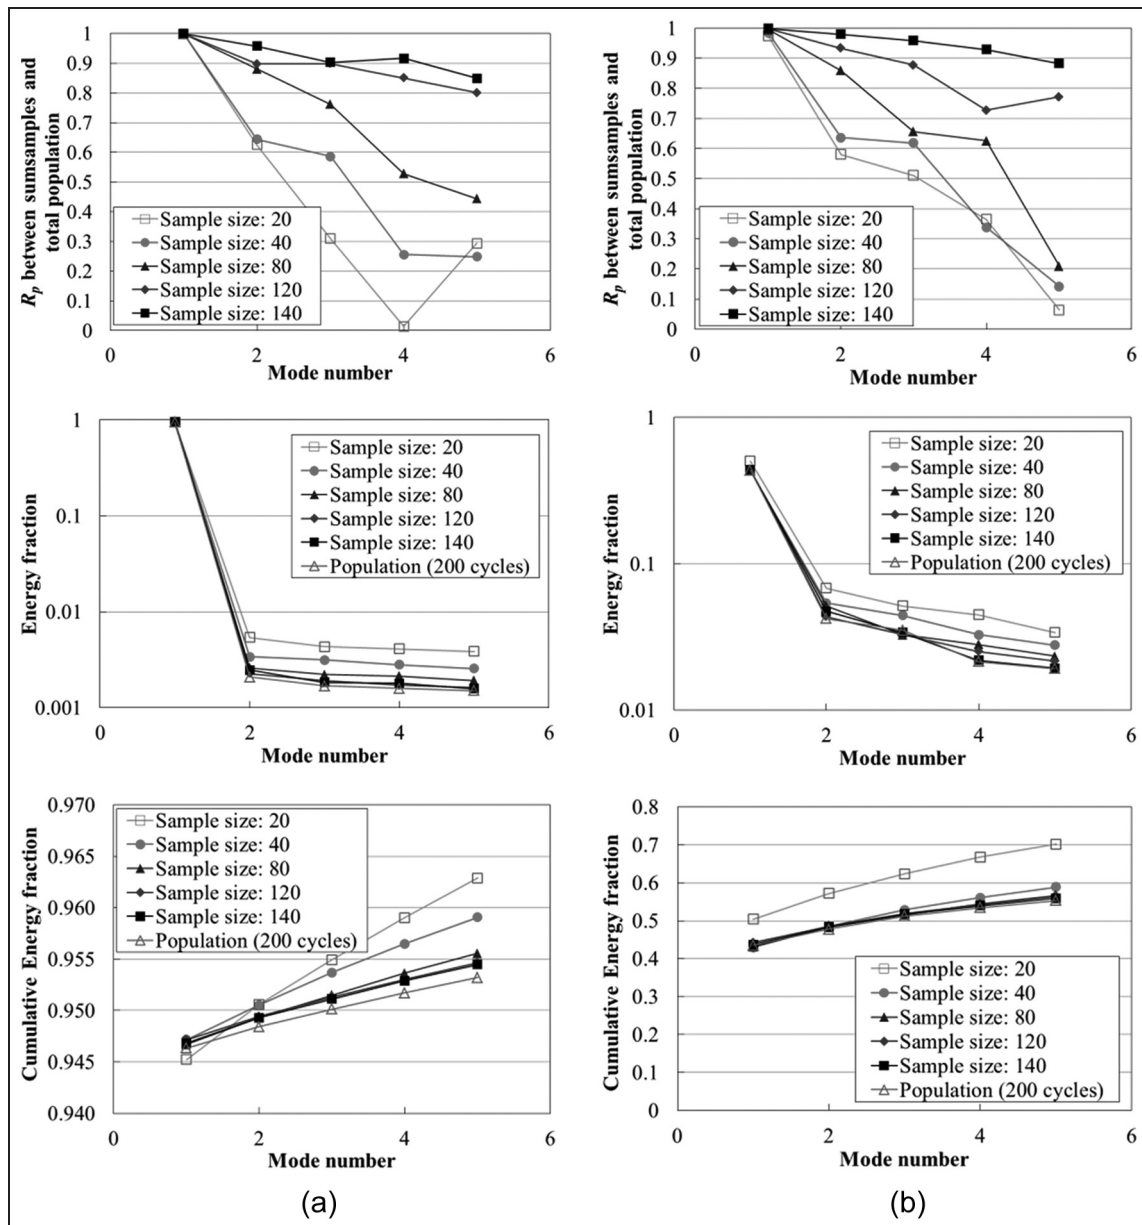 R_p between sumsamples and
total population
1
0.9
0.8
0.7
0.6
0.5
0.4
0.3
0.2
0.1
0
Sample size: 20
Sample size: 40
Sample size: 80
Sample size: 120
Sample size: 140
0 2 4 6
Mode number
R_p between sumsamples and
total population
1
0.9
0.8
0.7
0.6
0.5
0.4
0.3
0.2
0.1
0
Sample size: 20
Sample size: 40
Sample size: 80
Sample size: 120
Sample size: 140
0 2 4 6
Mode number
Energy fraction
1
0.1
0.01
0.001
Sample size: 20
Sample size: 40
Sample size: 80
Sample size: 120
Sample size: 140
Population (200 cycles)
0 2 4 6
Mode number
Energy fraction
1
0.1
0.01
Sample size: 20
Sample size: 40
Sample size: 80
Sample size: 120
Sample size: 140
Population (200 cycles)
0 2 4 6
Mode number
Cumulative Energy fraction
0.970
0.965
0.960
0.955
0.950
0.945
0.940
Sample size: 20
Sample size: 40
Sample size: 80
Sample size: 120
Sample size: 140
Population (200 cycles)
0 2 4 6
Mode number
(a)
Cumulative Energy fraction
0.8
0.7
0.6
0.5
0.4
0.3
0.2
0.1
0
Sample size: 20
Sample size: 40
Sample size: 80
Sample size: 120
Sample size: 140
Population (200 cycles)
0 2 4 6
Mode number
(b)